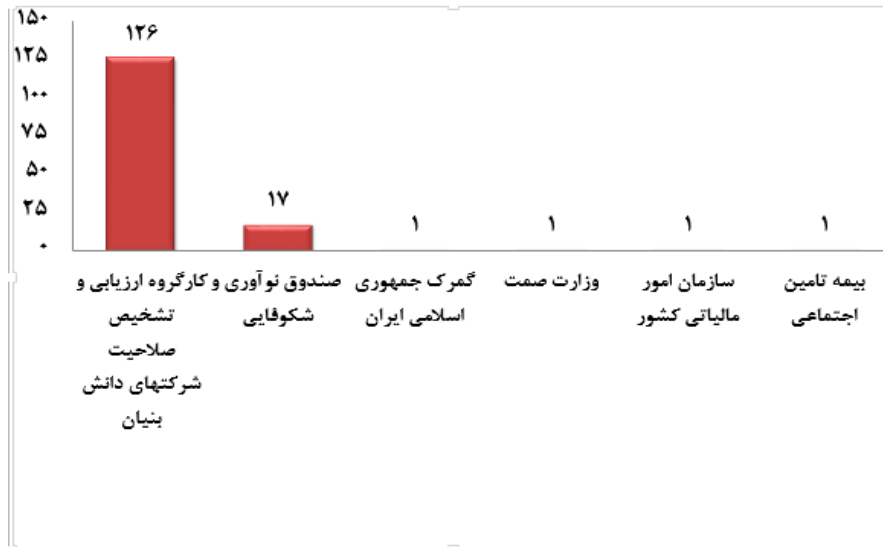 ۱۵۰
۱۲۵
۱۰۰
۷۵
۵۰
۲۵
۰
۱۲۶
۱۷
۱
۱
۱
۱
کارگروه ارزیابی و
تشخیص
صلاحیت
شرکتهای دانش
بنیان
صندوق نوآوری و
شکوفایی
گمرک جمهوری
اسلامی ایران
وزارت صمت
سازمان امور
مالیاتی کشور
بیمه تامین
اجتماعی